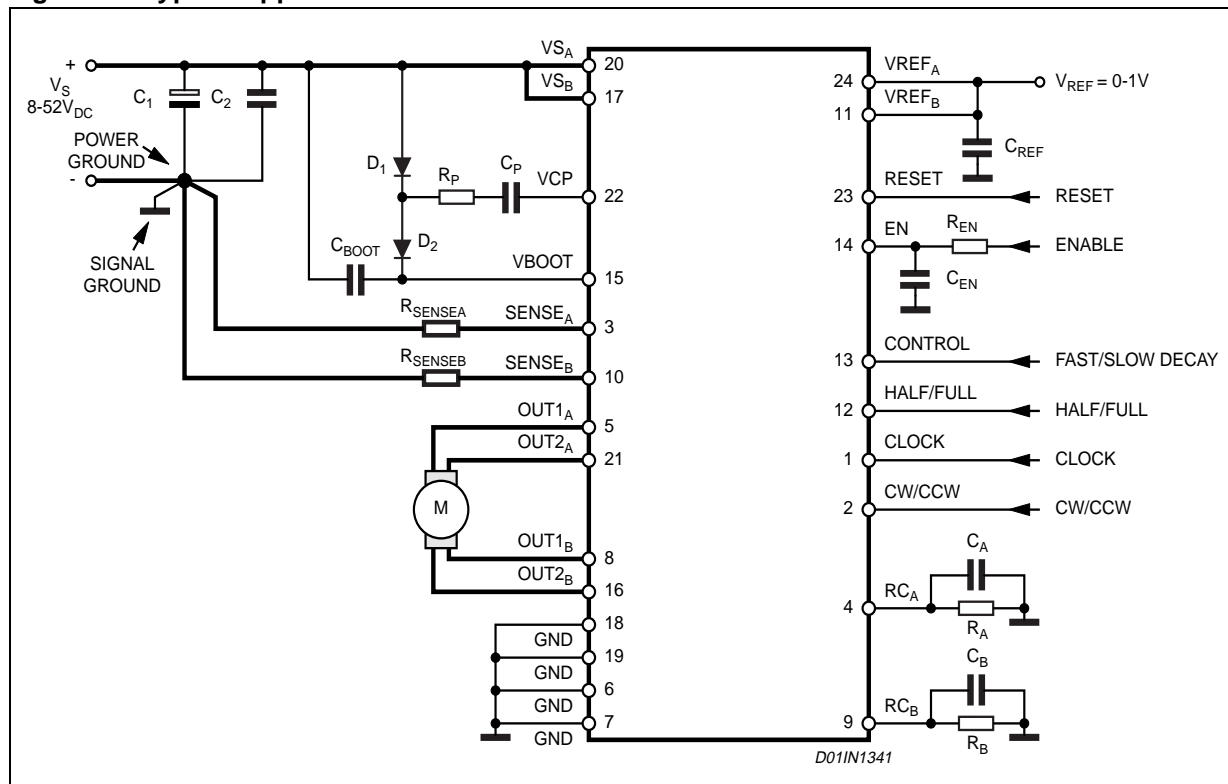 VS_A
+ 20 VREF_A
V_S VS_B 24 V_REF = 0-1V
8-52V_DC C_1 C_2 17 VREF_B
11
POWER GROUND C_REF
D_1 R_P C_P VCP RESET
- 22 23 RESET
EN R_EN
14 ENABLE
C_BOOT D_2 C_EN
SIGNAL GROUND VBOOT
15
R_SENSEA SENSE_A
3 CONTROL
13 FAST/SLOW DECAY
R_SENSEB SENSE_B
10 HALF/FULL
12 HALF/FULL
OUT1_A
5 CLOCK
OUT2_A
21 1 CLOCK
CW/CCW
M 2 CW/CCW
OUT1_B C_A
8
OUT2_B
16 RC_A
4
18 R_A
GND
19 C_B
GND
6 RC_B
GND
7 9
GND R_B
D01IN1341